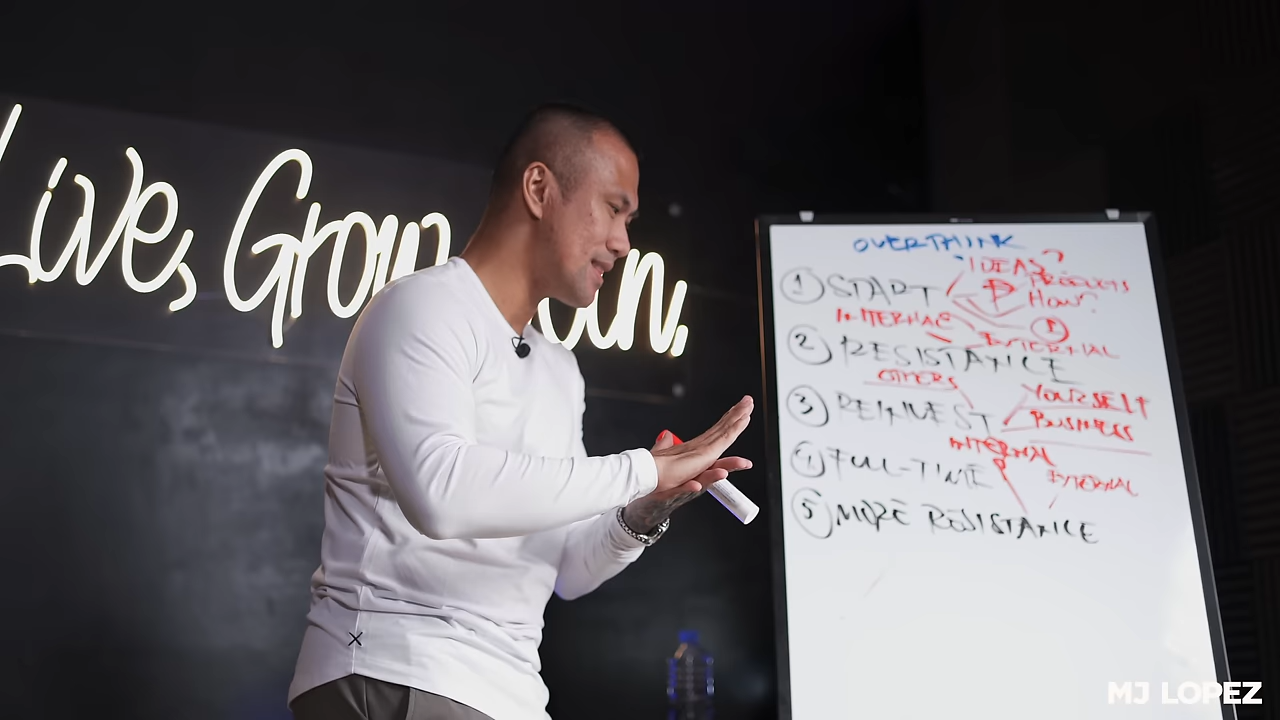 Live, Grow,
OVERTHINK
IDEAS?
① START
PRODUCTS
HOW?
INTERNAL
①
EXTERNAL
② RESISTANCE
OTHERS
YOURSELF
③ REINVEST
BUSINESS
INTERNAL
④ FULL-TIME
EXTERNAL
⑤ MORE RESISTANCE
MJ LOPEZ